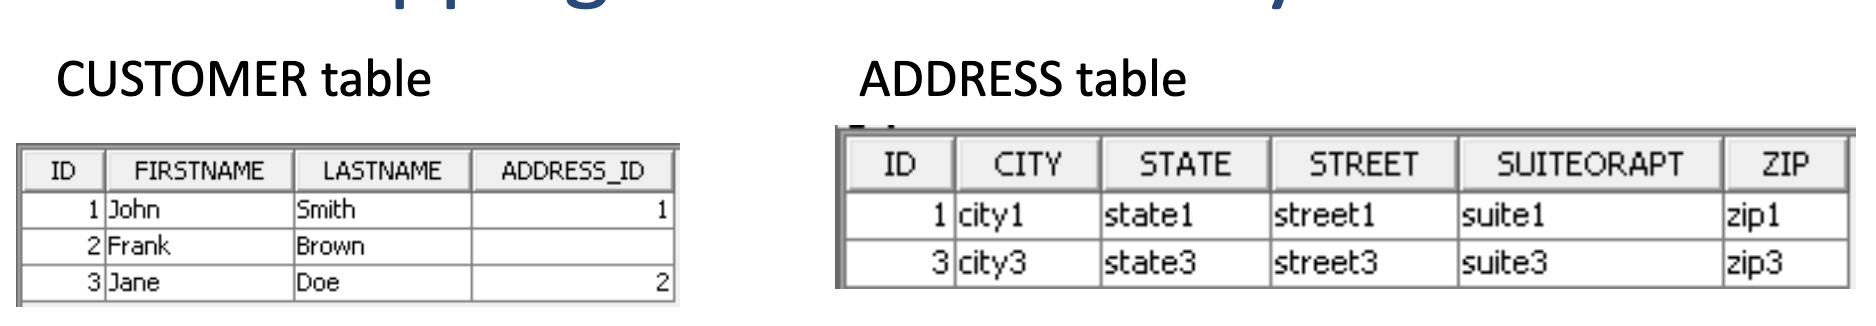 CUSTOMER table
ID FIRSTNAME LASTNAME ADDRESS_ID
1 John Smith 1
2 Frank Brown
3 Jane Doe 2
ADDRESS table
ID CITY STATE STREET SUITEORAPT ZIP
1 city1 state1 street1 suite1 zip1
3 city3 state3 street3 suite3 zip3